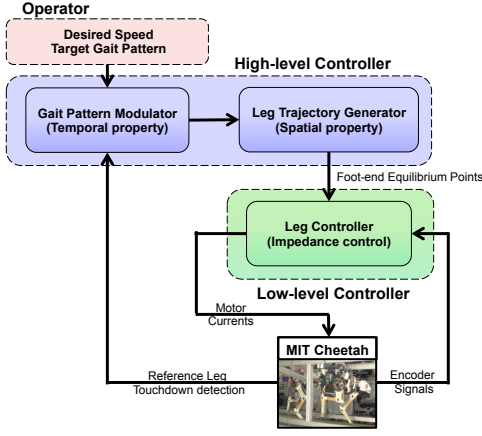 Operator
Desired Speed
Target Gait Pattern
High-level Controller
Gait Pattern Modulator
(Temporal property)
Leg Trajectory Generator
(Spatial property)
Foot-end Equilibrium Points
Leg Controller
(Impedance control)
Low-level Controller
Motor
Currents
MIT Cheetah
Reference Leg
Touchdown detection
Encoder
Signals